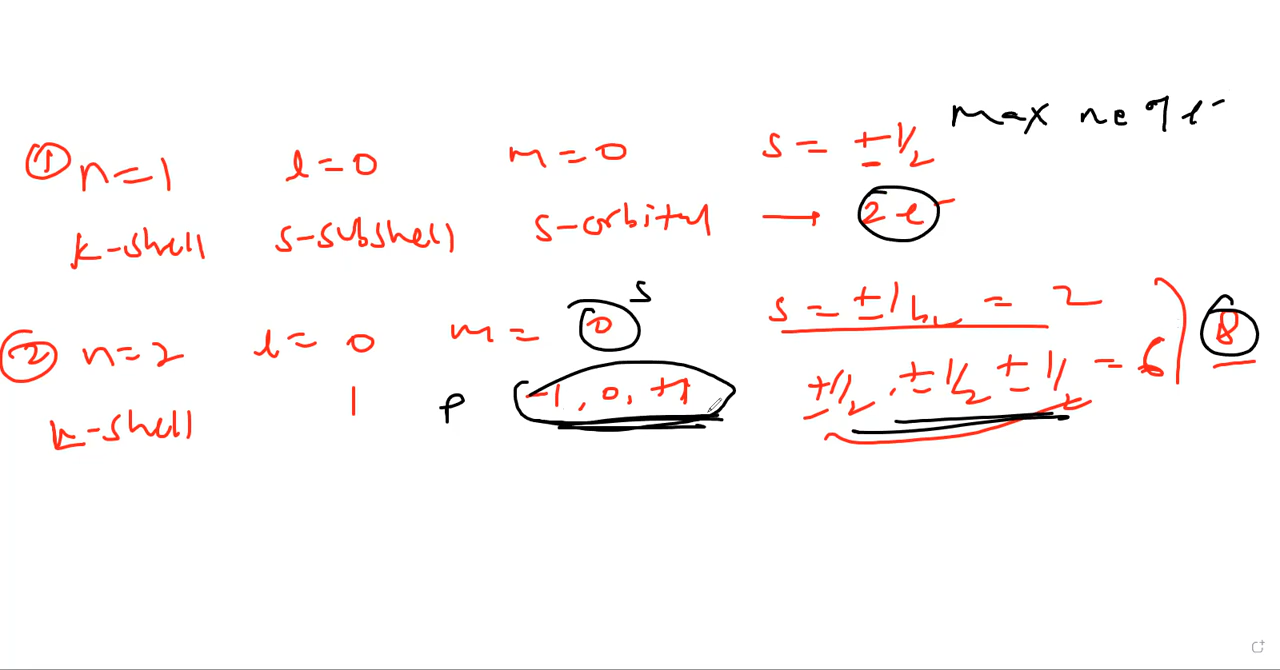 max no of e⁻
① n=1 l=0 m=0 s = ±1/2
k-shell s-subshell s-orbital → 2 e⁻
s
② n=2 l= 0 m= 0 s = ±1/2 = 2
1 p -1, 0, +1 ±1/2, ±1/2 ±1/2 = 6 8
k-shell